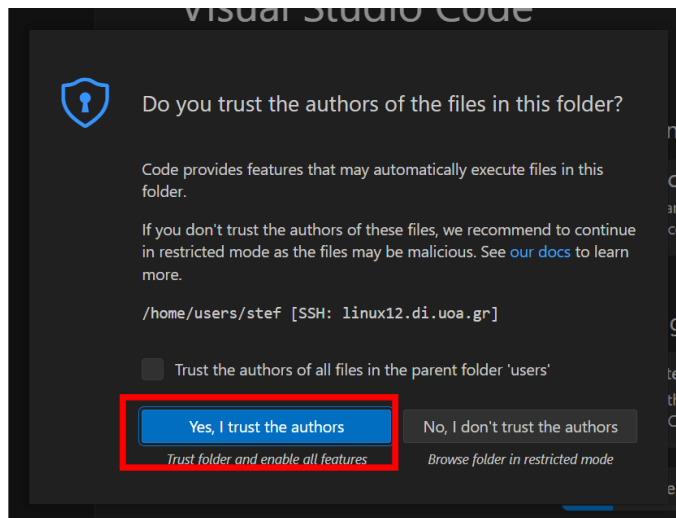 Visual Studio Code
Do you trust the authors of the files in this folder?
Code provides features that may automatically execute files in this
folder.
If you don't trust the authors of these files, we recommend to continue
in restricted mode as the files may be malicious. See our docs to learn
more.
/home/users/stef [SSH: linux12.di.uoa.gr]
Trust the authors of all files in the parent folder 'users'
Yes, I trust the authors
No, I don't trust the authors
Trust folder and enable all features
Browse folder in restricted mode